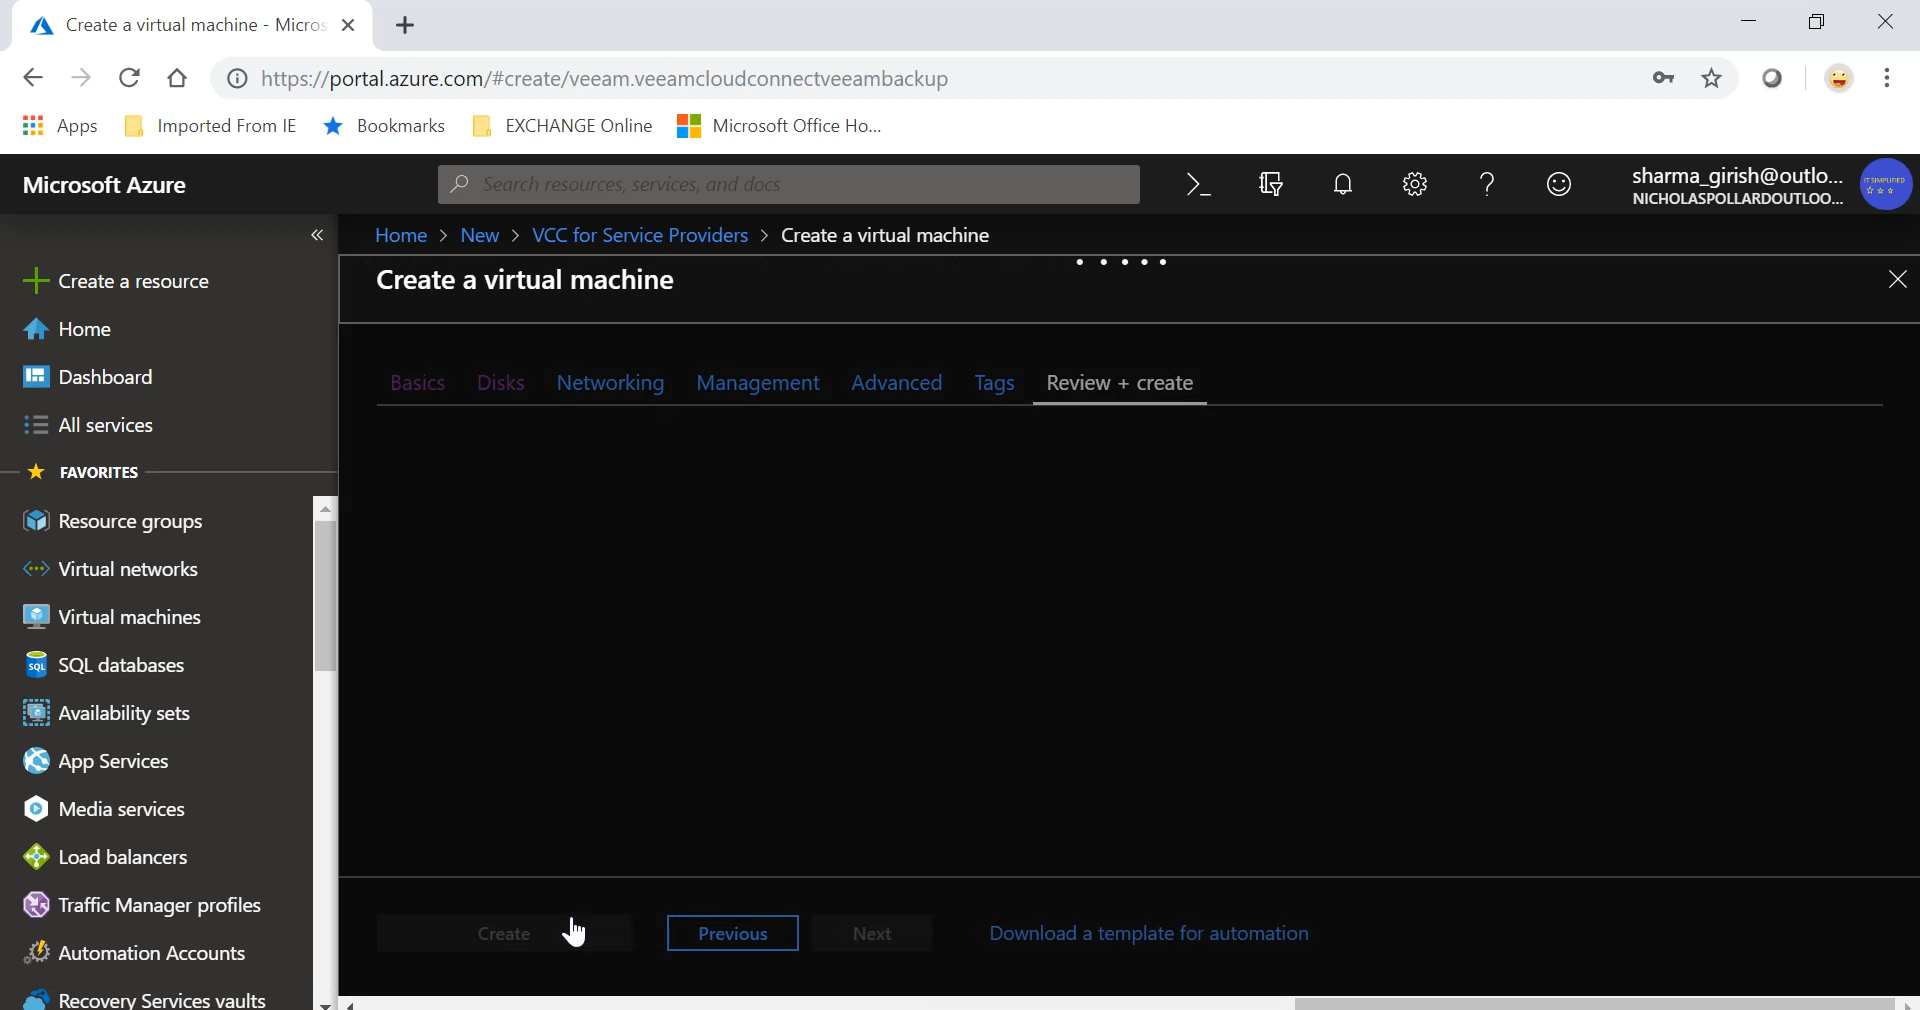 Create a virtual machine - Micros
https://portal.azure.com/#create/veeam.veeamcloudconnectveeambackup
Apps Imported From IE Bookmarks EXCHANGE Online Microsoft Office Ho...
Microsoft Azure
Search resources, services, and docs
sharma_girish@outlo...
NICHOLASPOLLARDOUTLOO...
IT SIMPLIFIED
Home > New > VCC for Service Providers > Create a virtual machine
Create a virtual machine
Basics Disks Networking Management Advanced Tags Review + create
Create Previous Next Download a template for automation
Create a resource
Home
Dashboard
All services
FAVORITES
Resource groups
Virtual networks
Virtual machines
SQL
SQL databases
Availability sets
App Services
Media services
Load balancers
Traffic Manager profiles
Automation Accounts
Recovery Services vaults